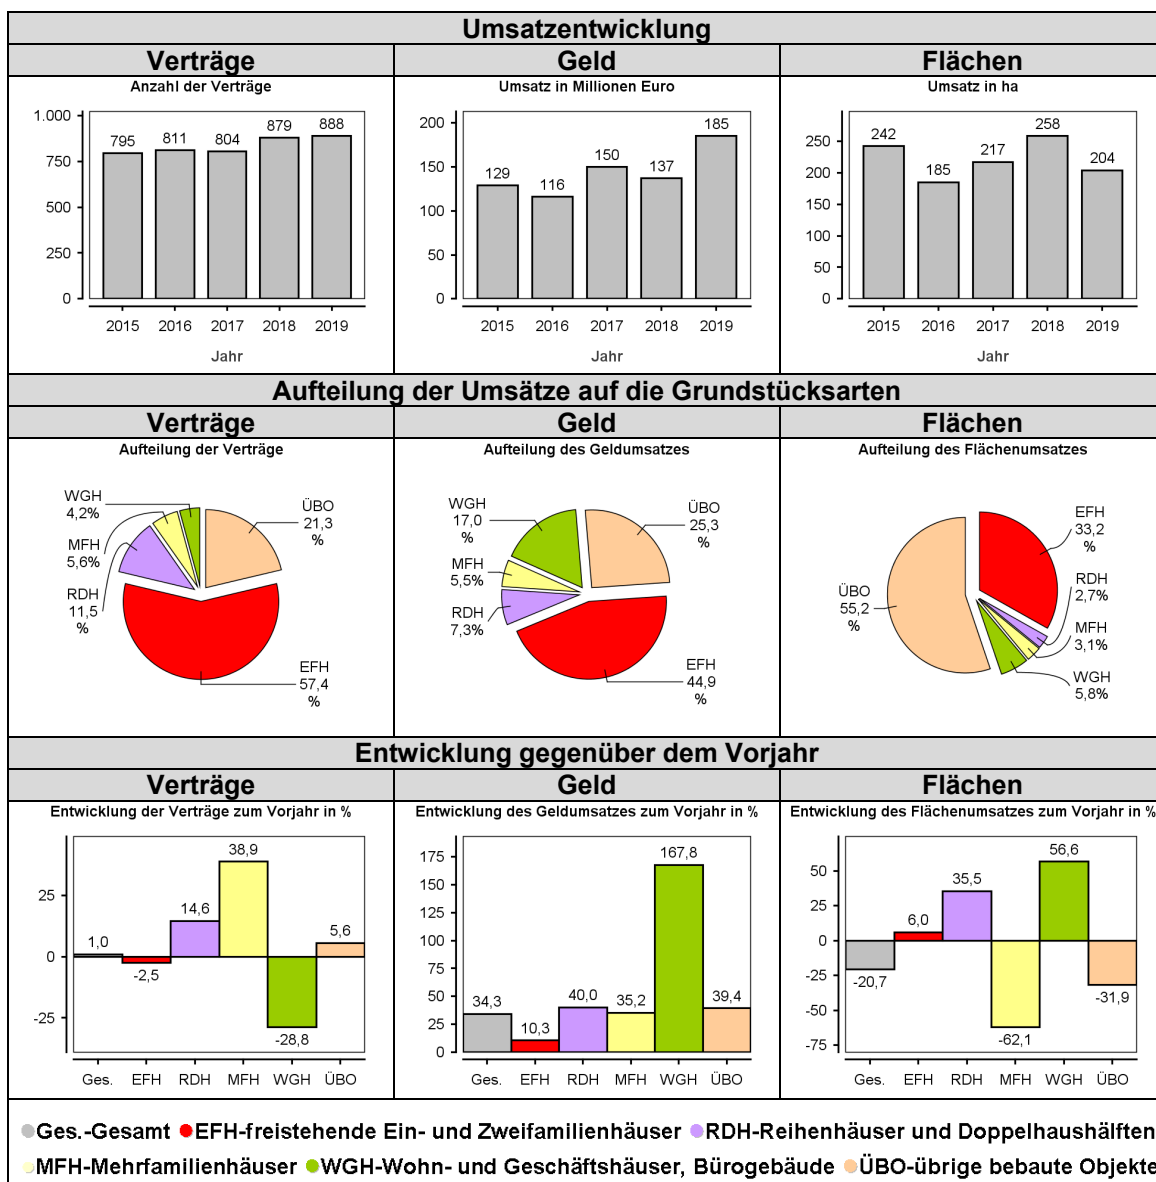 Umsatzentwicklung
Verträge
Geld
Flächen
Anzahl der Verträge
1.000
750
500
250
0
795
811
804
879
888
2015 2016 2017 2018 2019
Jahr
Umsatz in Millionen Euro
200
150
100
50
0
129
116
150
137
185
2015 2016 2017 2018 2019
Jahr
Umsatz in ha
250
200
150
100
50
0
242
185
217
258
204
2015 2016 2017 2018 2019
Jahr
Aufteilung der Umsätze auf die Grundstücksarten
Verträge
Geld
Flächen
Aufteilung der Verträge
WGH
4,2%
MFH
5,6%
RDH
11,5
%
ÜBO
21,3
%
EFH
57,4
%
Aufteilung des Geldumsatzes
WGH
17,0
%
MFH
5,5%
RDH
7,3%
ÜBO
25,3
%
EFH
44,9
%
Aufteilung des Flächenumsatzes
ÜBO
55,2
%
EFH
33,2
%
RDH
2,7%
MFH
3,1%
WGH
5,8%
Entwicklung gegenüber dem Vorjahr
Verträge
Geld
Flächen
Entwicklung der Verträge zum Vorjahr in %
25
0
-25
1,0
-2,5
14,6
38,9
-28,8
5,6
Ges. EFH RDH MFH WGH ÜBO
Entwicklung des Geldumsatzes zum Vorjahr in %
175
150
125
100
75
50
25
0
34,3
10,3
40,0
35,2
167,8
39,4
Ges. EFH RDH MFH WGH ÜBO
Entwicklung des Flächenumsatzes zum Vorjahr in %
50
25
0
-25
-50
-75
-20,7
6,0
35,5
-62,1
56,6
-31,9
Ges. EFH RDH MFH WGH ÜBO
Ges.-Gesamt EFH-freistehende Ein- und Zweifamilienhäuser RDH-Reihenhäuser und Doppelhaushälften
MFH-Mehrfamilienhäuser WGH-Wohn- und Geschäftshäuser, Bürogebäude ÜBO-übrige bebaute Objekte